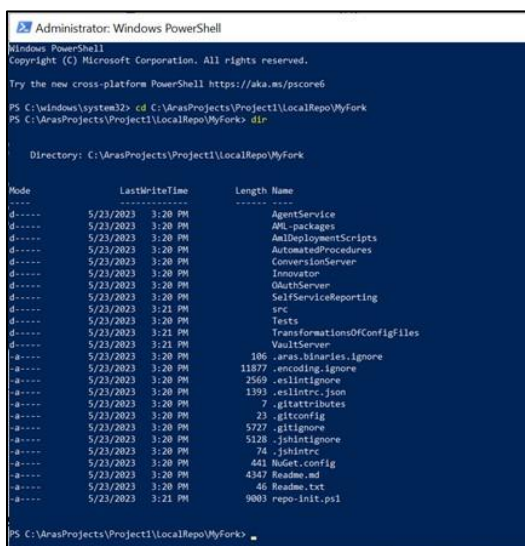 Administrator: Windows PowerShell
Windows PowerShell
Copyright (C) Microsoft Corporation. All rights reserved.
Try the new cross-platform PowerShell https://aka.ms/pscore6
PS C:\windows\system32> cd C:\ArasProjects\Project1\LocalRepo\MyFork
PS C:\ArasProjects\Project1\LocalRepo\MyFork> dir
Directory: C:\ArasProjects\Project1\LocalRepo\MyFork
Mode LastWriteTime Length Name
---- ------------- ------ ----
d----- 5/23/2023 3:20 PM AgentService
d----- 5/23/2023 3:20 PM AML-packages
d----- 5/23/2023 3:20 PM AmlDeploymentScripts
d----- 5/23/2023 3:20 PM AutomatedProcedures
d----- 5/23/2023 3:20 PM ConversionServer
d----- 5/23/2023 3:20 PM Innovator
d----- 5/23/2023 3:20 PM OAuthServer
d----- 5/23/2023 3:20 PM SelfServiceReporting
d----- 5/23/2023 3:21 PM src
d----- 5/23/2023 3:20 PM Tests
d----- 5/23/2023 3:21 PM TransformationsOfConfigFiles
d----- 5/23/2023 3:21 PM VaultServer
-a---- 5/23/2023 3:20 PM 106 .aras.binaries.ignore
-a---- 5/23/2023 3:20 PM 11877 .encoding.ignore
-a---- 5/23/2023 3:20 PM 2569 .eslintignore
-a---- 5/23/2023 3:20 PM 1393 .eslintrc.json
-a---- 5/23/2023 3:20 PM 7 .gitattributes
-a---- 5/23/2023 3:20 PM 23 .gitconfig
-a---- 5/23/2023 3:20 PM 5727 .gitignore
-a---- 5/23/2023 3:20 PM 5128 .jshintignore
-a---- 5/23/2023 3:20 PM 74 .jshintrc
-a---- 5/23/2023 3:20 PM 441 NuGet.config
-a---- 5/23/2023 3:20 PM 4347 Readme.md
-a---- 5/23/2023 3:20 PM 46 Readme.txt
-a---- 5/23/2023 3:21 PM 9003 repo-init.ps1
PS C:\ArasProjects\Project1\LocalRepo\MyFork>